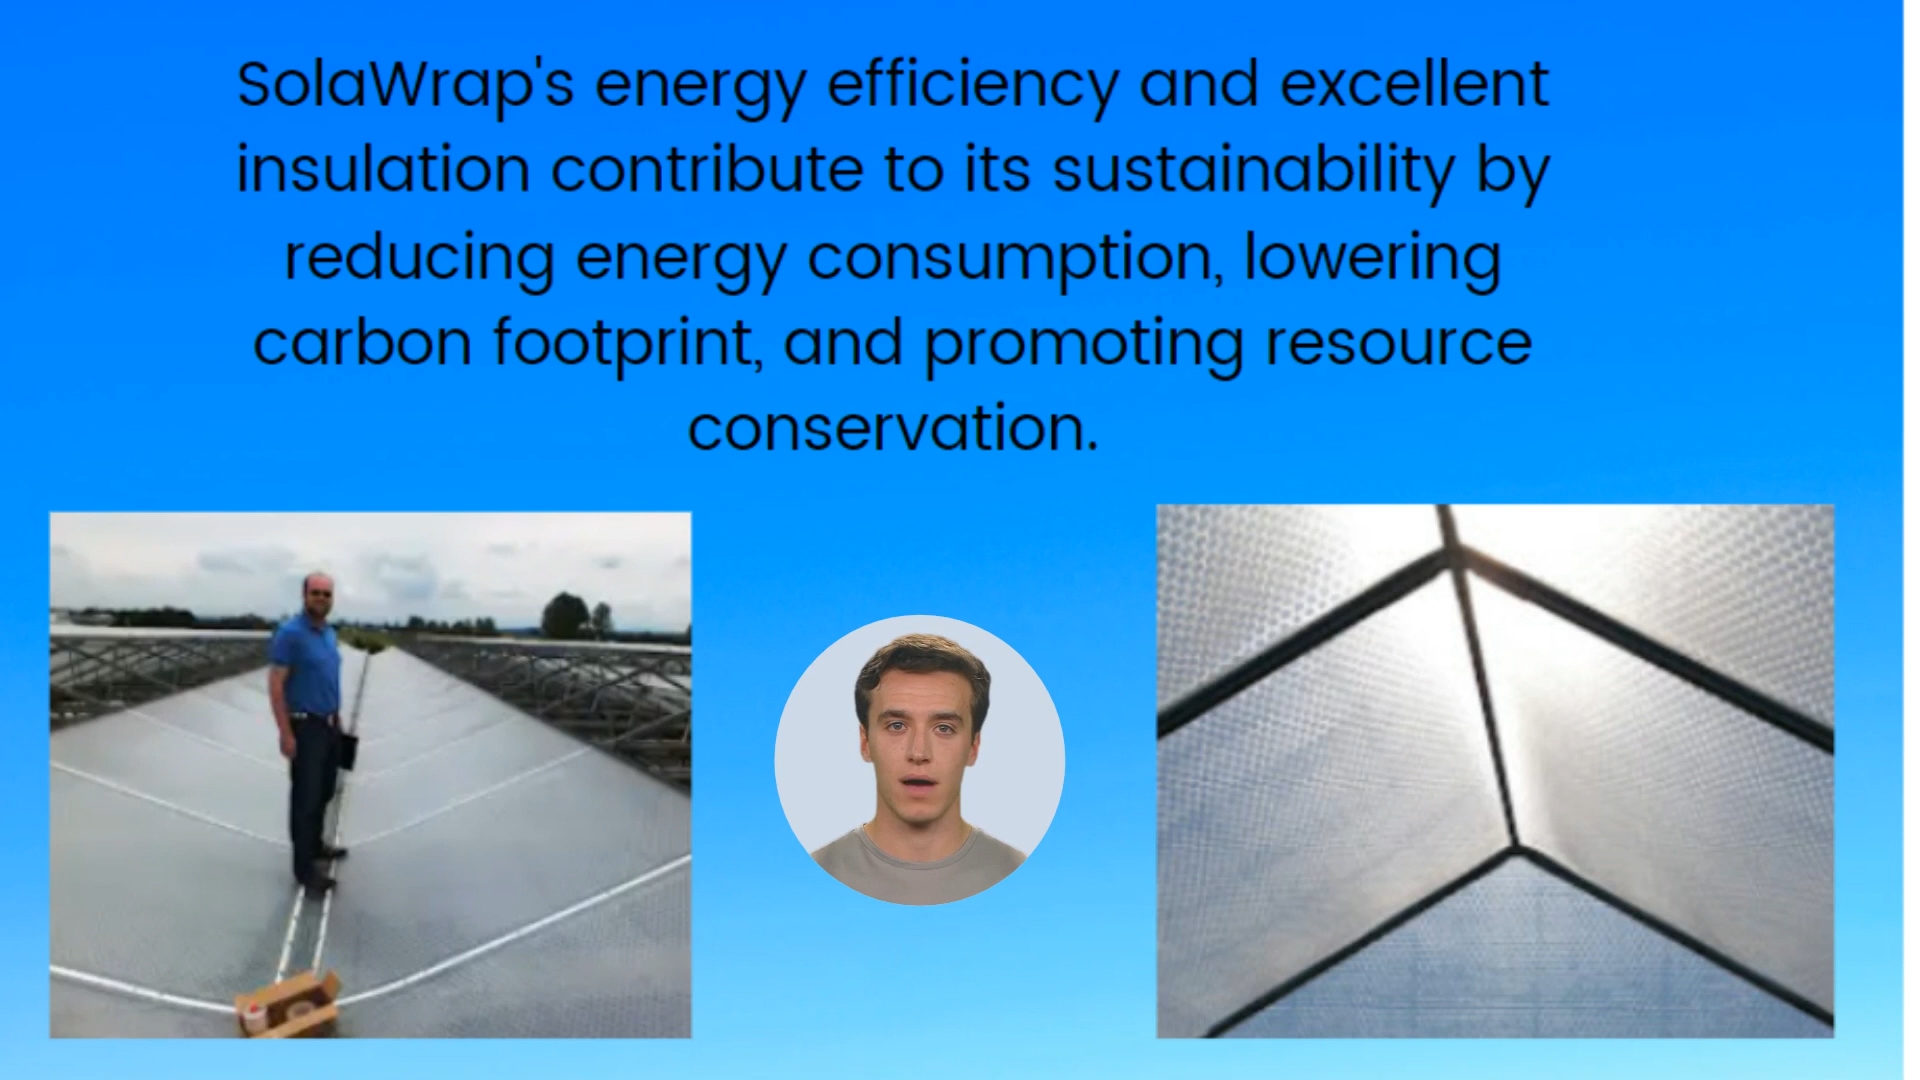 SolaWrap's energy efficiency and excellent
insulation contribute to its sustainability by
reducing energy consumption, lowering
carbon footprint, and promoting resource
conservation.